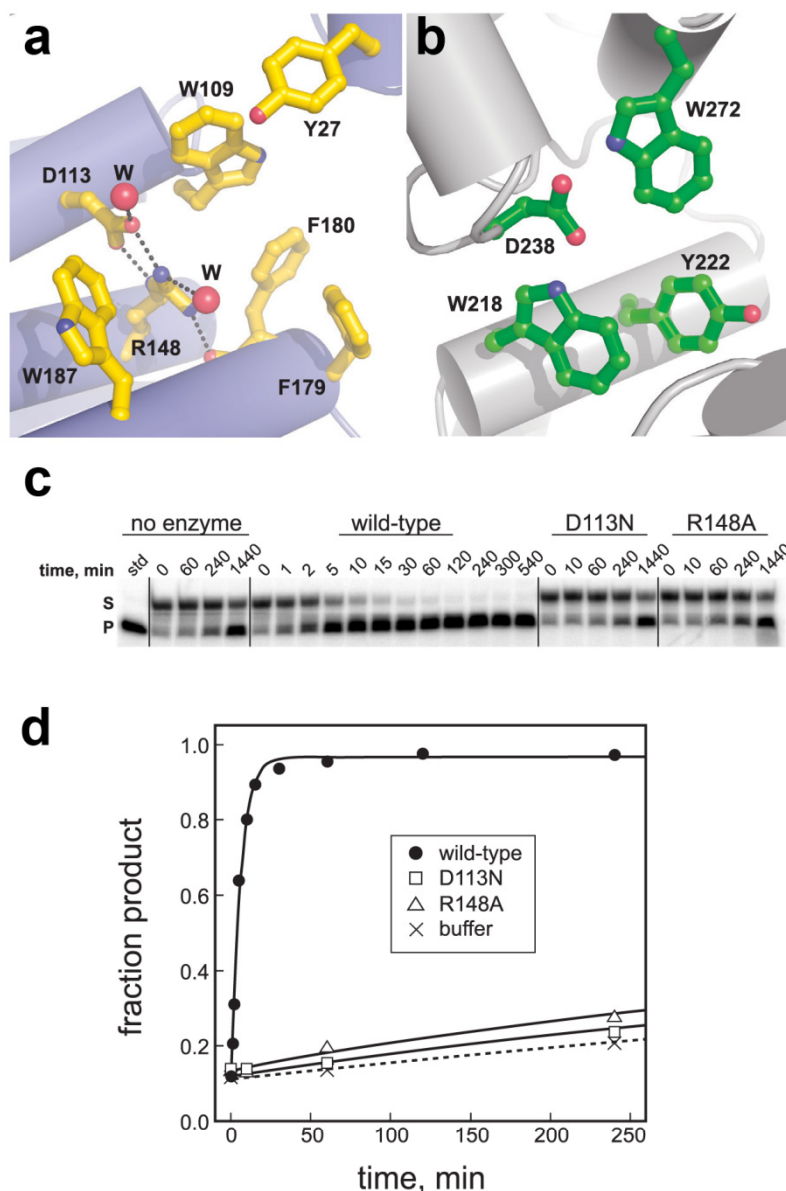 a
W109
Y27
D113
W
F180
W
W187
R148
F179
b
W272
D238
W218
Y222
c
no enzyme wild-type D113N R148A
time, min std 0 60 240 1440 0 1 2 5 10 15 30 60 120 240 300 540 0 10 60 240 1440 0 10 60 240 1440
S
P
d
fraction product
1.0
0.8
0.6
0.4
0.2
0.0
wild-type
D113N
R148A
buffer
0 50 100 150 200 250
time, min